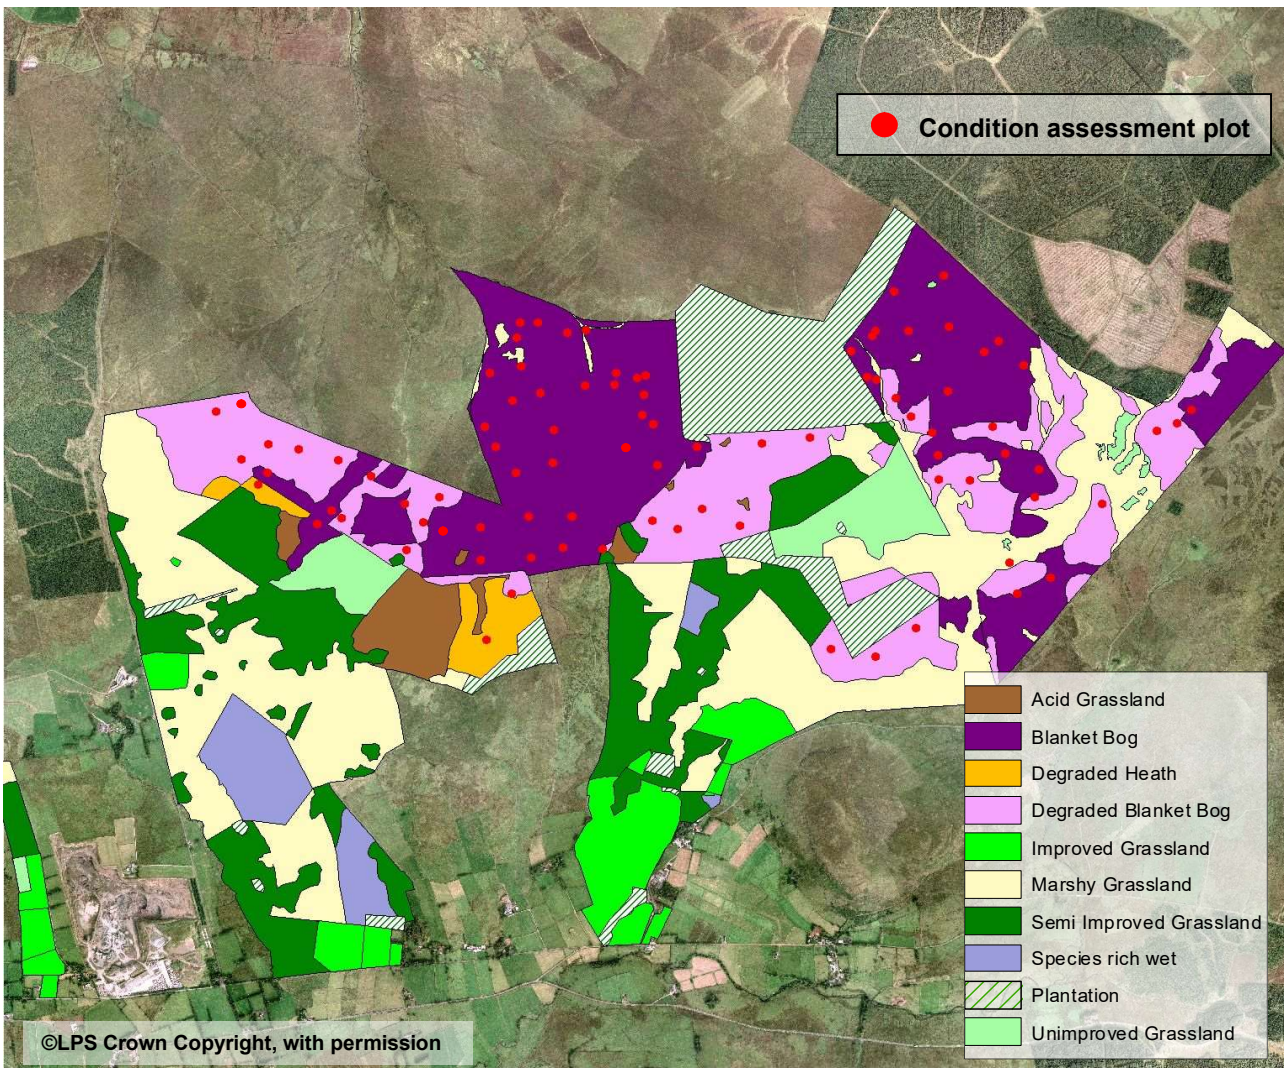 Condition assessment plot
Acid Grassland
Blanket Bog
Degraded Heath
Degraded Blanket Bog
Improved Grassland
Marshy Grassland
Semi Improved Grassland
Species rich wet
Plantation
Unimproved Grassland
©LPS Crown Copyright, with permission